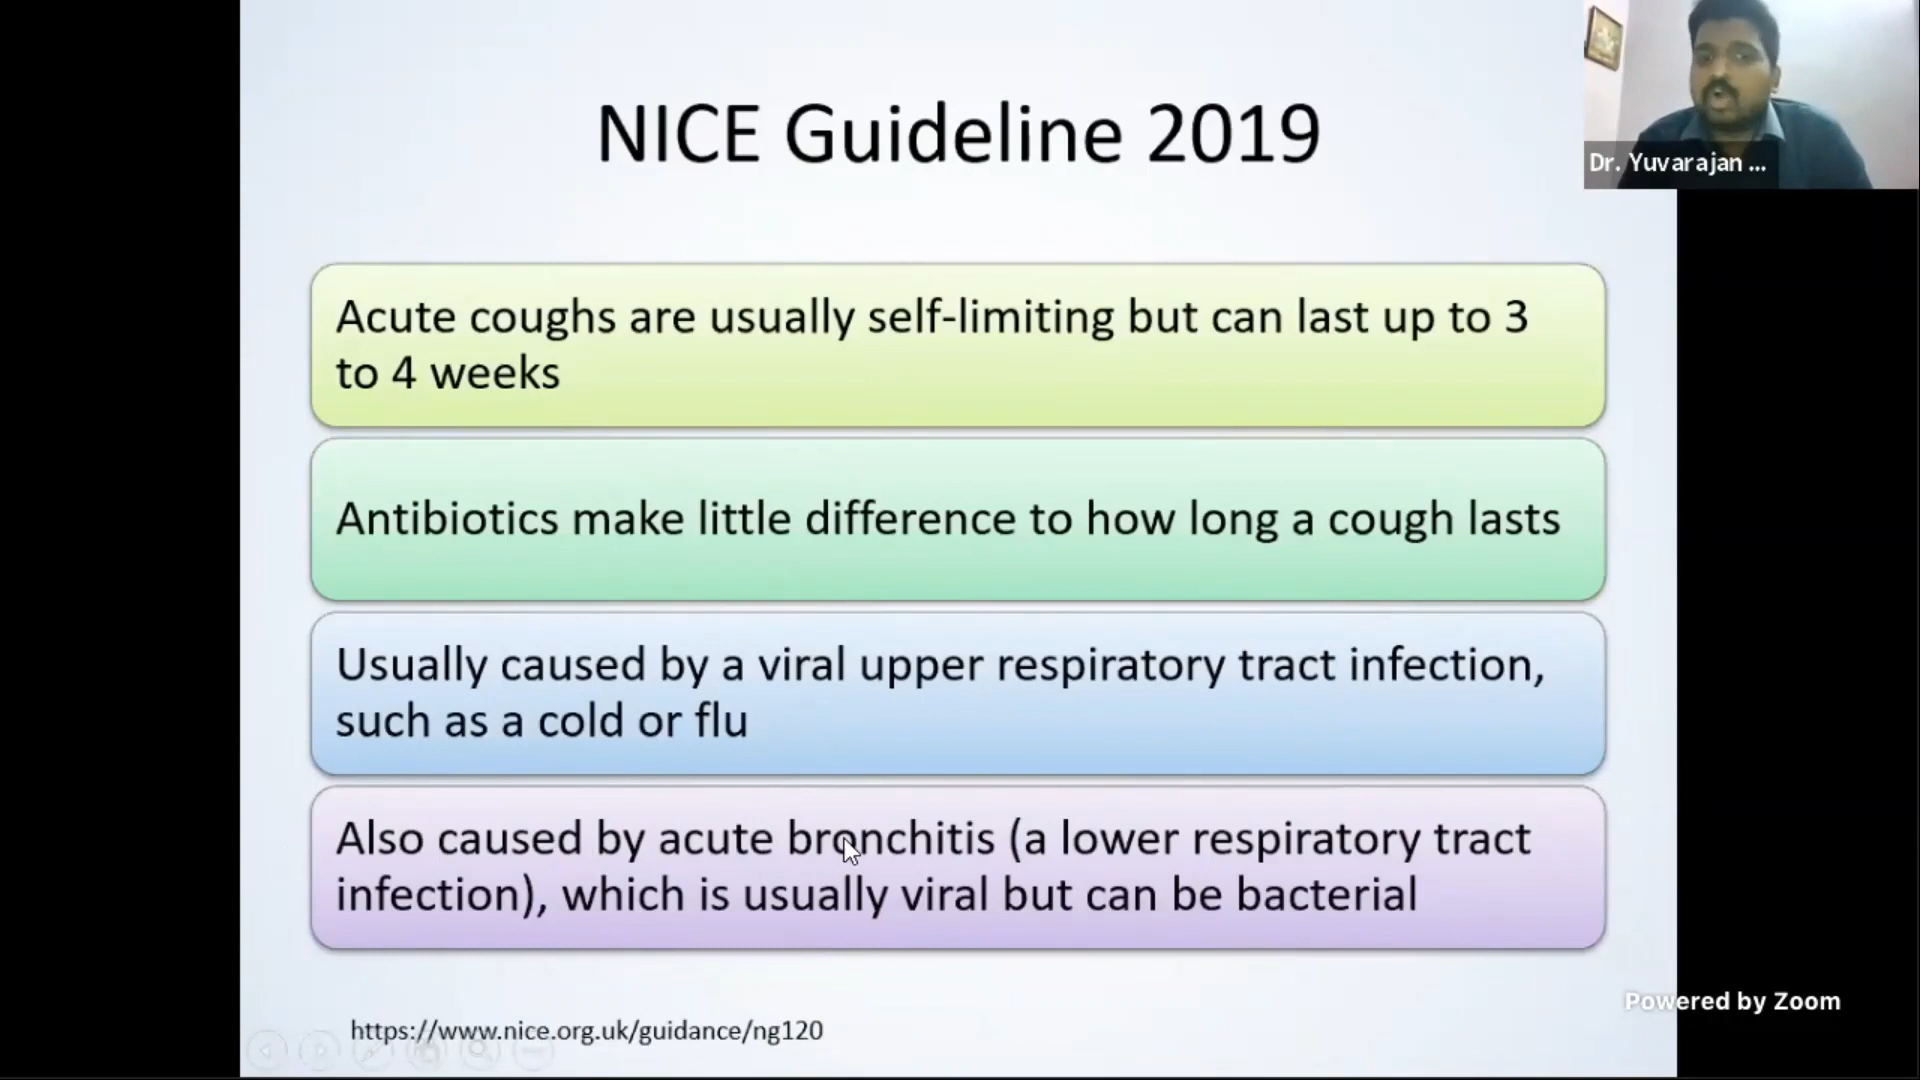 NICE Guideline 2019
Dr. Yuvarajan ...
Acute coughs are usually self-limiting but can last up to 3
to 4 weeks
Antibiotics make little difference to how long a cough lasts
Usually caused by a viral upper respiratory tract infection,
such as a cold or flu
Also caused by acute bronchitis (a lower respiratory tract
infection), which is usually viral but can be bacterial
Powered by Zoom
https://www.nice.org.uk/guidance/ng120